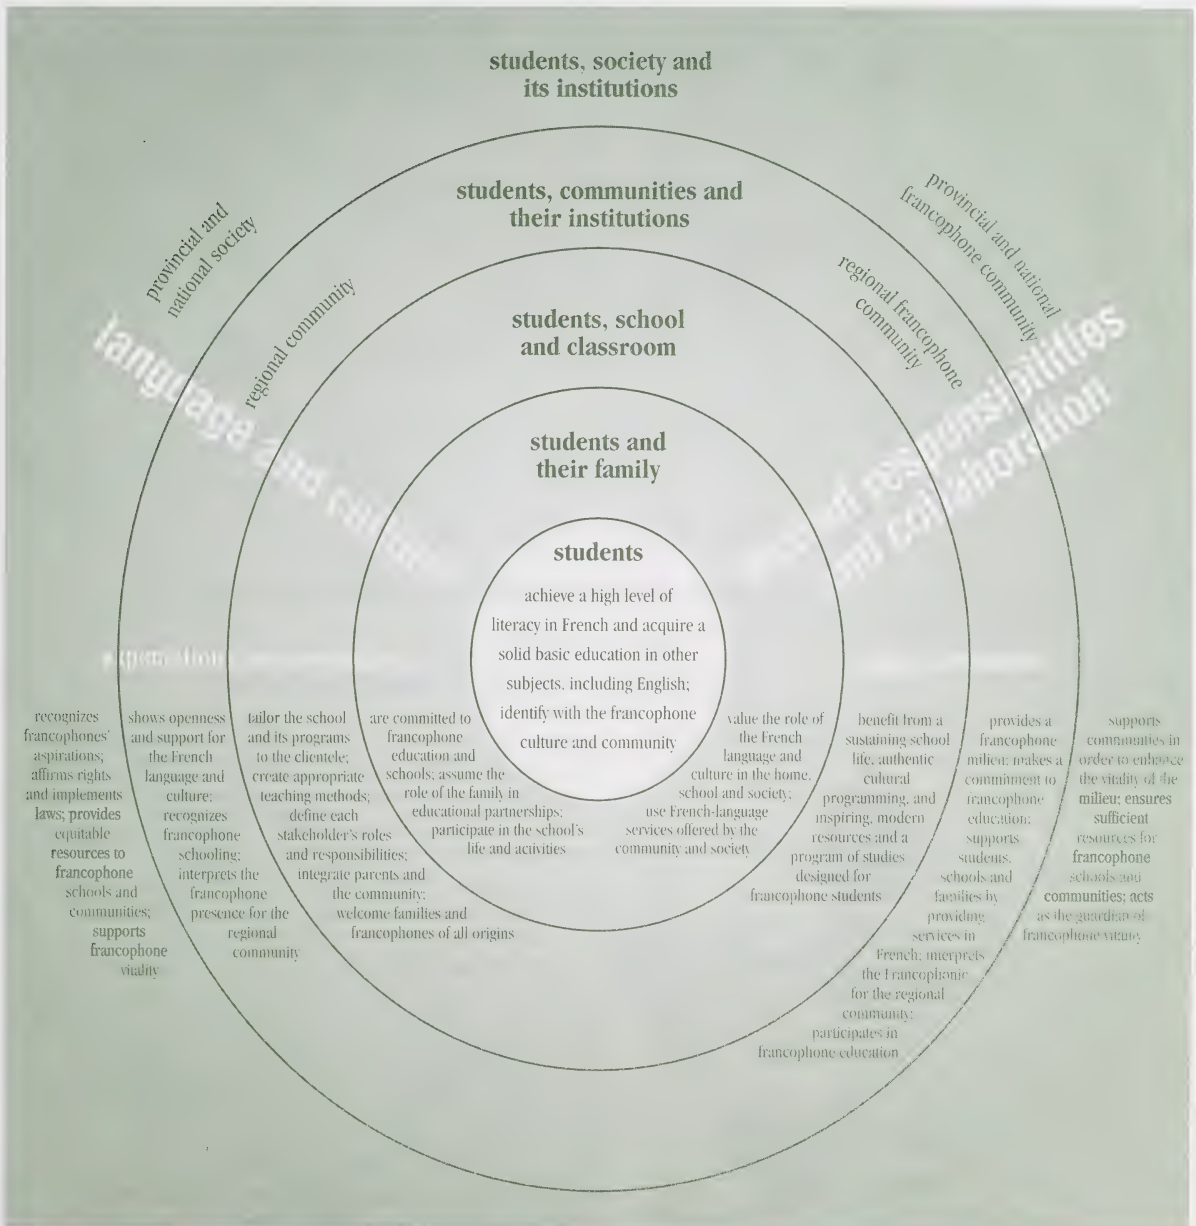 students, society and
its institutions
students, communities and
their institutions
provincial and
national society
provincial and national
francophone community
regional community
regional francophone
community
students, school
and classroom
language and culture
responsibilities
collaboration
students and
their family
students
achieve a high level of
literacy in French and acquire a
solid basic education in other
subjects, including English;
identify with the francophone
culture and community
expectations
recognizes
francophones'
aspirations;
affirms rights
and implements
laws; provides
equitable
resources to
francophone
schools and
communities;
supports
francophone
vitality
shows openness
and support for
the French
language and
culture;
recognizes
francophone
schooling;
interprets the
francophone
presence for the
regional
community
tailor the school
and its programs
to the clientele;
create appropriate
teaching methods;
define each
stakeholder's roles
and responsibilities;
integrate parents and
the community;
welcome families and
francophones of all origins
are committed to
francophone
education and
schools; assume the
role of the family in
educational partnerships;
participate in the school's
life and activities
value the role of
the French
language and
culture in the home,
school and society;
use French-language
services offered by the
community and society
benefit from a
sustaining school
life, authentic
cultural
programming, and
inspiring, modern
resources and a
program of studies
designed for
francophone students
provides a
francophone
milieu; makes a
commitment to
francophone
education;
supports
students,
schools and
families by
providing
services in
French; interprets
the Francophonie
for the regional
community;
participates in
francophone education
supports
communities in
order to enhance
the vitality of the
milieu; ensures
sufficient
resources for
francophone
schools and
communities; acts
as the guardian of
francophone vitality